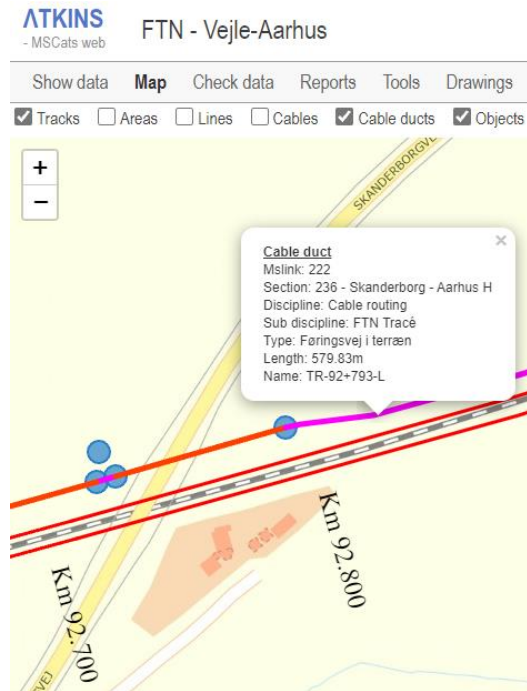 ATKINS
- MSCats web
FTN - Vejle-Aarhus
Show data Map Check data Reports Tools Drawings
Tracks Areas Lines Cables Cable ducts Objects
+
−
SKANDERBORGVE
×
Cable duct
Mslink: 222
Section: 236 - Skanderborg - Aarhus H
Discipline: Cable routing
Sub discipline: FTN Tracè
Type: Føringsvej i terræn
Length: 579.83m
Name: TR-92+793-L
Km 92.800
Km 92.700
VEJ